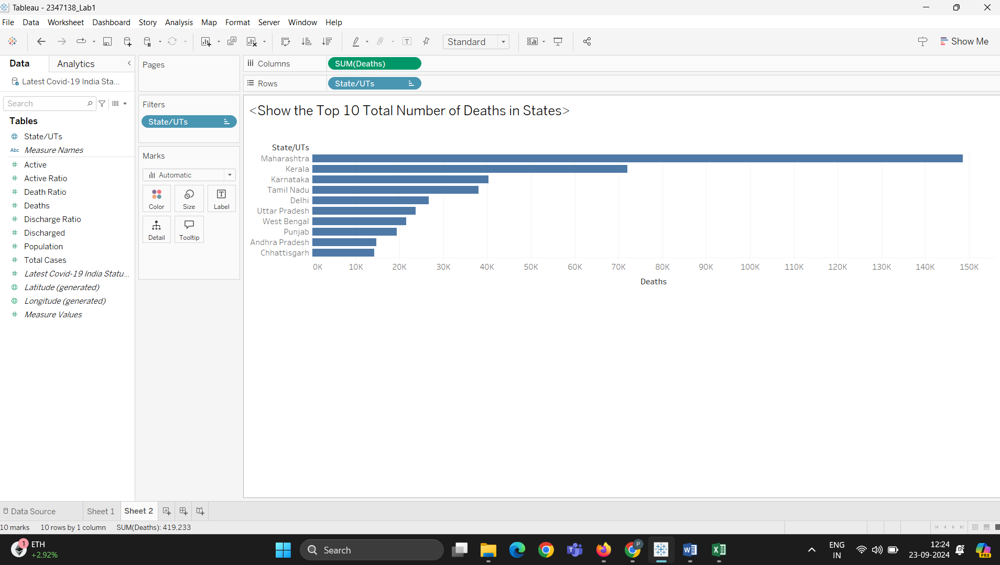 Tableau - 2347138_Lab1
File Data Worksheet Dashboard Story Analysis Map Format Server Window Help
Standard
Show Me
Data Analytics
Latest Covid-19 India Sta...
Search
Tables
State/UTs
Abc Measure Names
# Active
# Active Ratio
# Death Ratio
# Deaths
# Discharge Ratio
# Discharged
# Population
# Total Cases
# Latest Covid-19 India Statu...
Latitude (generated)
Longitude (generated)
# Measure Values
Pages
Filters
State/UTs
Marks
Automatic
Color Size Label
Detail Tooltip
Columns SUM(Deaths)
Rows State/UTs
<Show the Top 10 Total Number of Deaths in States>
State/UTs
Maharashtra
Kerala
Karnataka
Tamil Nadu
Delhi
Uttar Pradesh
West Bengal
Punjab
Andhra Pradesh
Chhattisgarh
0K 10K 20K 30K 40K 50K 60K 70K 80K 90K 100K 110K 120K 130K 140K 150K
Deaths
Data Source Sheet 1 Sheet 2
10 marks 10 rows by 1 column SUM(Deaths): 419,233
1 ETH
+2.92%
Search
P
ENG
IN
12:24
23-09-2024
PRE